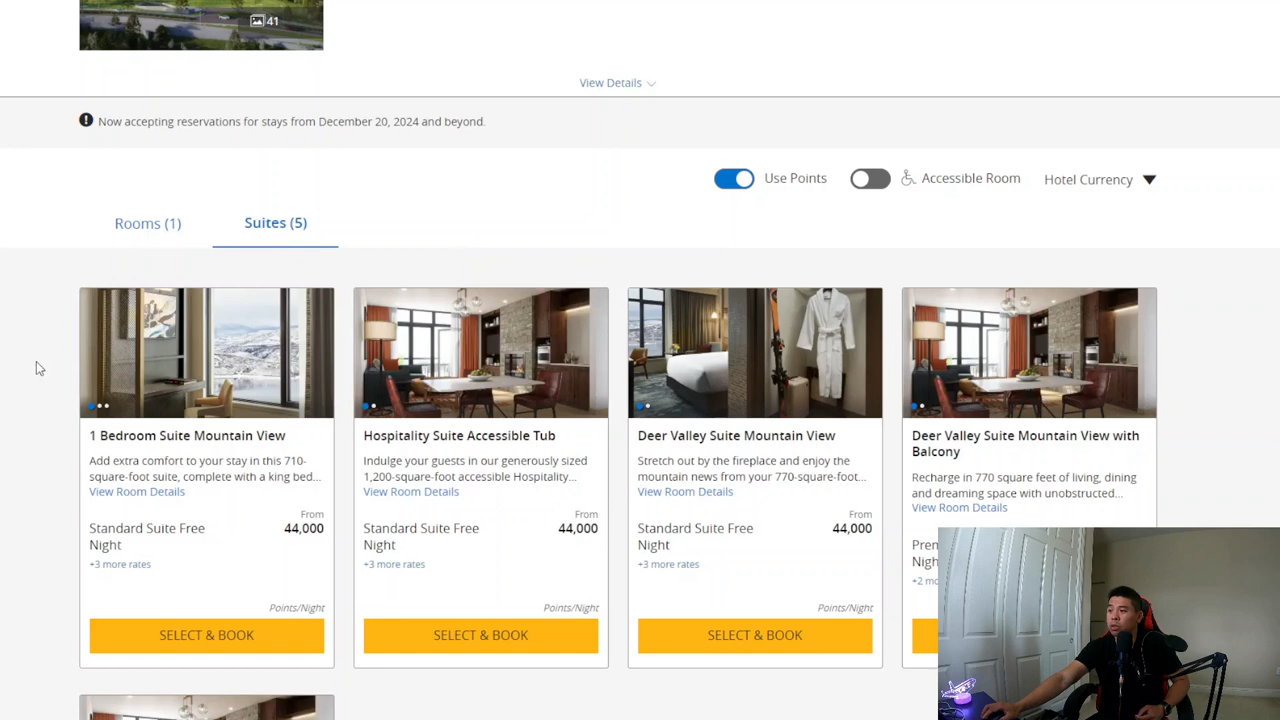 41
View Details
Now accepting reservations for stays from December 20, 2024 and beyond.
Use Points
Accessible Room
Hotel Currency
Rooms (1)
Suites (5)
1 Bedroom Suite Mountain View
Add extra comfort to your stay in this 710-
square-foot suite, complete with a king bed...
View Room Details
From
Standard Suite Free
44,000
Night
+3 more rates
Points/Night
SELECT & BOOK
Hospitality Suite Accessible Tub
Indulge your guests in our generously sized
1,200-square-foot accessible Hospitality...
View Room Details
From
Standard Suite Free
44,000
Night
+3 more rates
Points/Night
SELECT & BOOK
Deer Valley Suite Mountain View
Stretch out by the fireplace and enjoy the
mountain news from your 770-square-foot...
View Room Details
From
Standard Suite Free
44,000
Night
+3 more rates
Points/Night
SELECT & BOOK
Deer Valley Suite Mountain View with
Balcony
Recharge in 770 square feet of living, dining
and dreaming space with unobstructed...
View Room Details